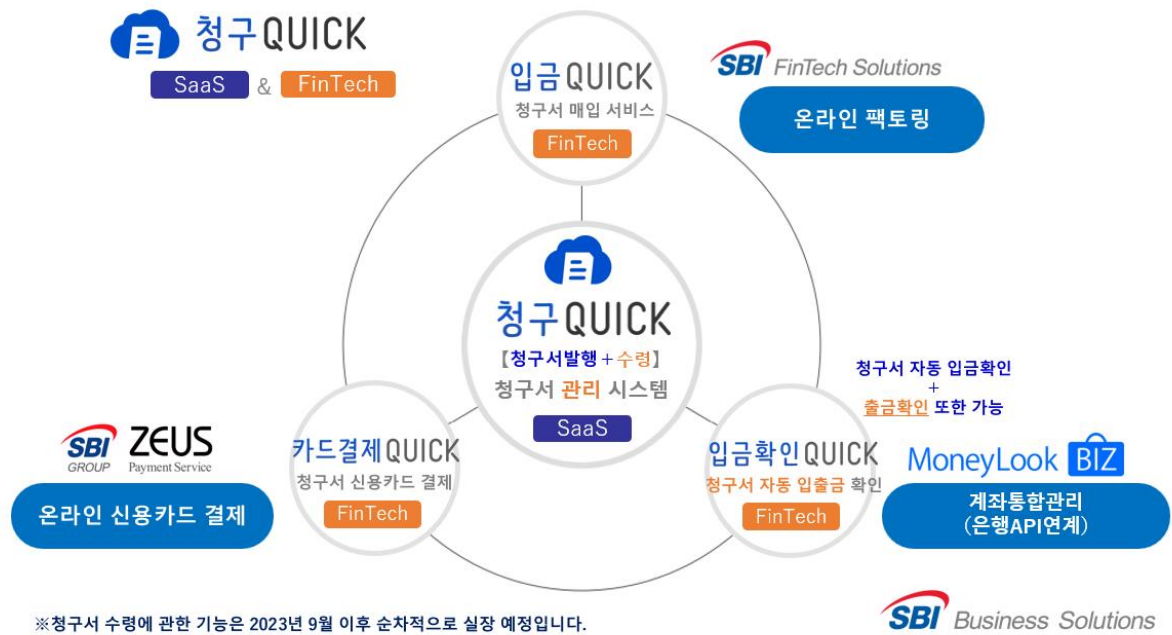 청구QUICK
SaaS & FinTech
입금QUICK
청구서 매입 서비스
FinTech
SBI FinTech Solutions
온라인 팩토링
청구QUICK
【청구서발행+수령】
청구서 관리 시스템
SaaS
청구서 자동 입금확인
+
출금확인 또한 가능
SBI GROUP
ZEUS Payment Service
온라인 신용카드 결제
카드결제QUICK
청구서 신용카드 결제
FinTech
입금확인QUICK
청구서 자동 입출금 확인
FinTech
MoneyLook BIZ
계좌통합관리
(은행API연계)
※청구서 수령에 관한 기능은 2023년 9월 이후 순차적으로 실장 예정입니다.
SBI Business Solutions